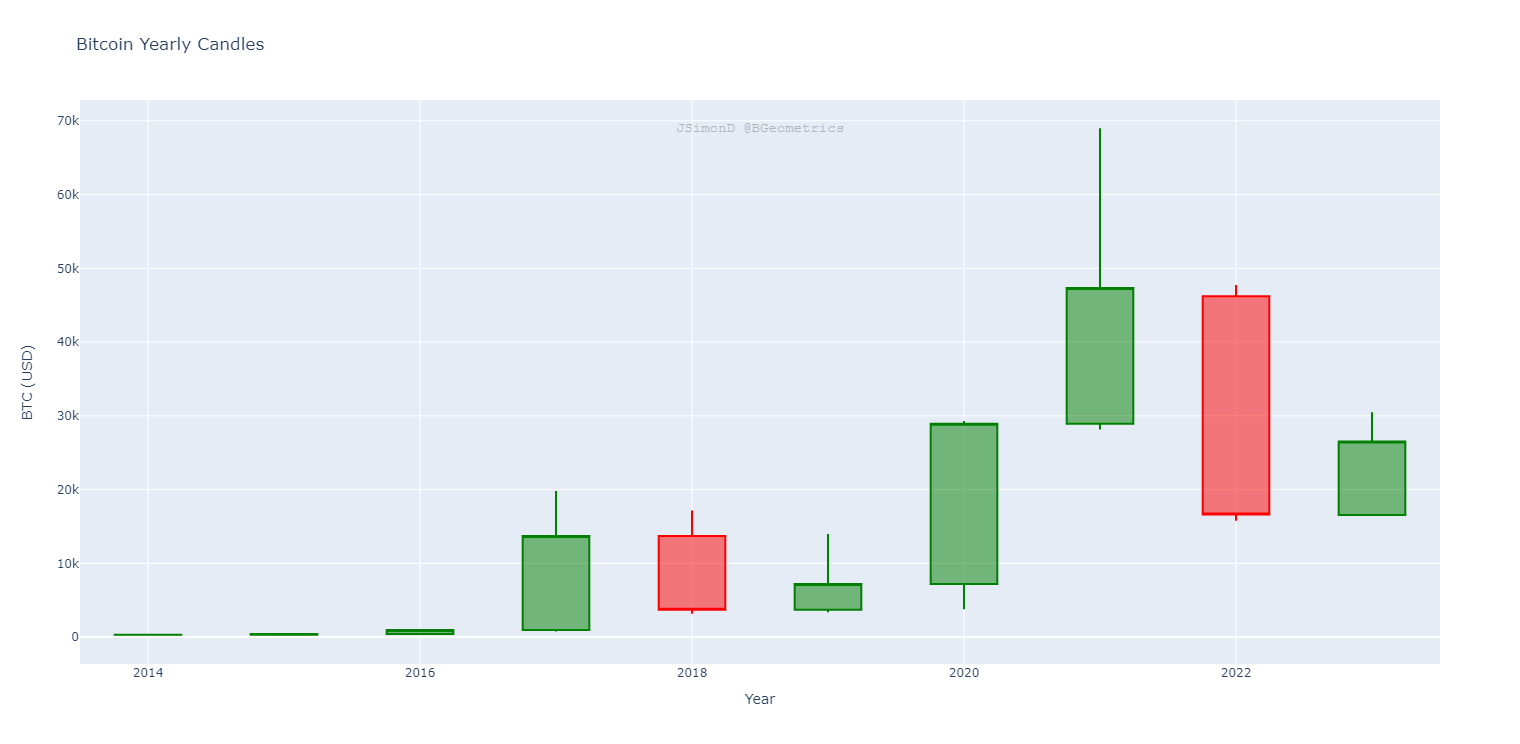 Bitcoin Yearly Candles
JSimonD @BGeometrics
70k
60k
50k
40k
30k
20k
10k
0
BTC (USD)
2014 2016 2018 2020 2022
Year